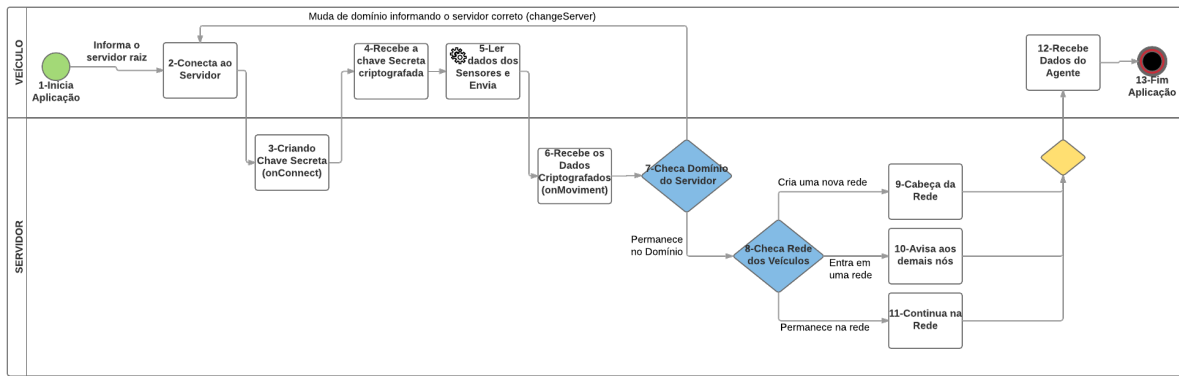 Muda de domínio informando o servidor correto (changeServer)
VEÍCULO
Informa o
servidor raiz
1-Inicia
Aplicação
2-Conecta ao
Servidor
4-Recebe a
chave Secreta
criptografada
5-Ler
dados dos
Sensores e
Envia
12-Recebe
Dados do
Agente
13-Fim
Aplicação
SERVIDOR
3-Criando
Chave Secreta
(onConnect)
6-Recebe os
Dados
Criptografados
(onMoviment)
7-Checa Domínio
do Servidor
Permanece
no Domínio
8-Checa Rede
dos Veículos
Cria uma nova rede
9-Cabeça da
Rede
Entra em
uma rede
10-Avisa aos
demais nós
Permanece na rede
11-Continua na
Rede